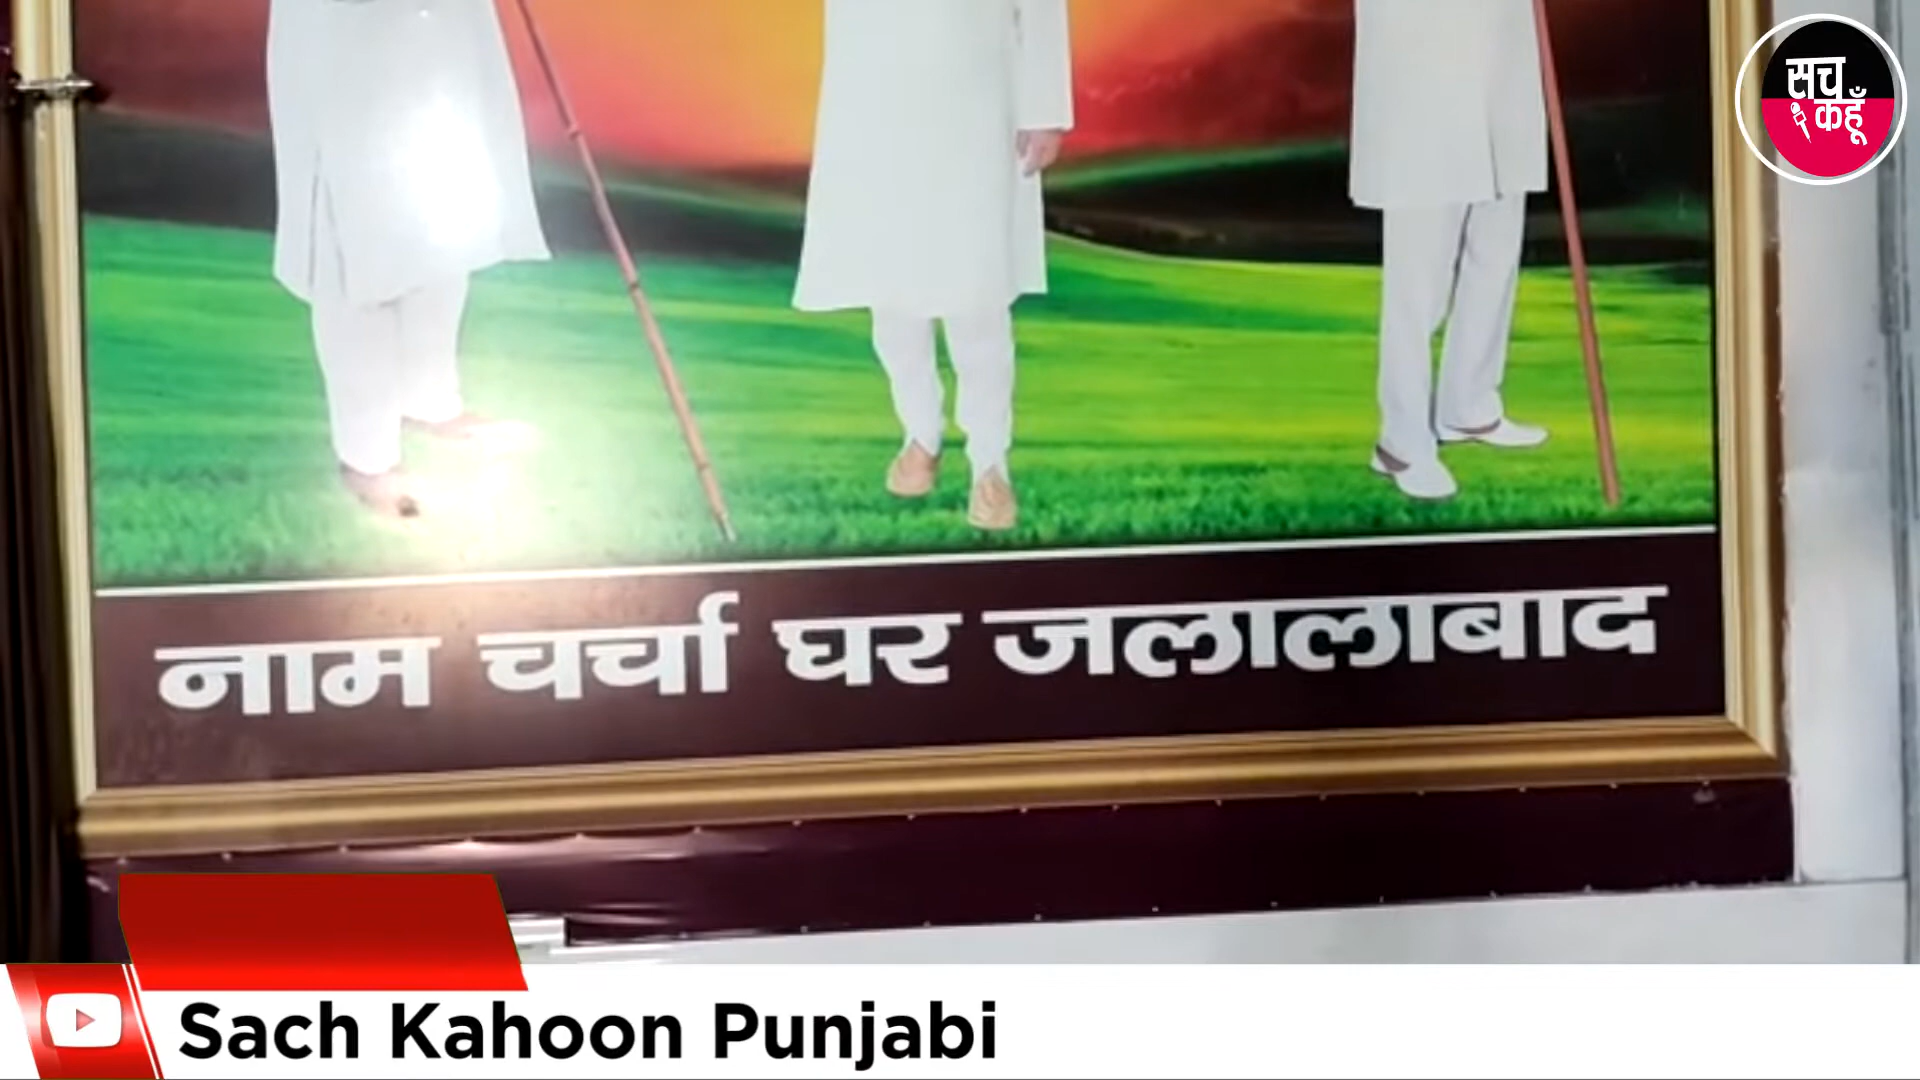 सच
कहूँ
नाम चर्चा घर जलालाबाद
Sach Kahoon Punjabi